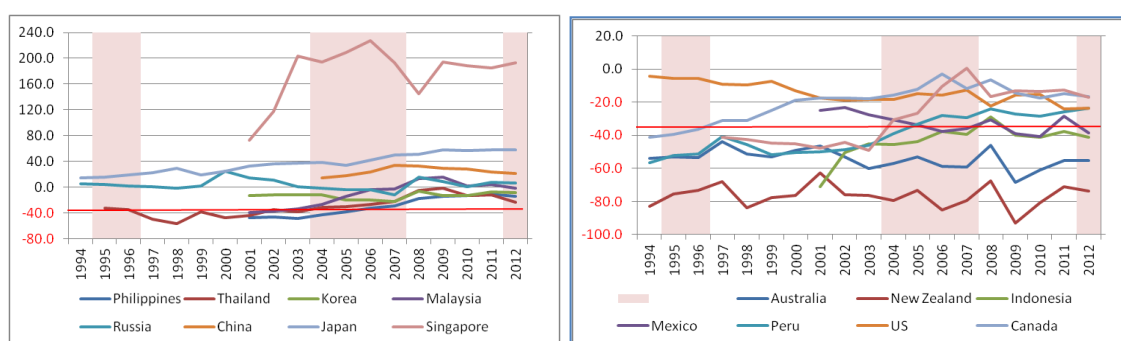 240.0
200.0
160.0
120.0
80.0
40.0
0.0
-40.0
-80.0
1994 1995 1996 1997 1998 1999 2000 2001 2002 2003 2004 2005 2006 2007 2008 2009 2010 2011 2012
Philippines Thailand Korea Malaysia
Russia China Japan Singapore
20.0
0.0
-20.0
-40.0
-60.0
-80.0
-100.0
1994 1995 1996 1997 1998 1999 2000 2001 2002 2003 2004 2005 2006 2007 2008 2009 2010 2011 2012
Australia New Zealand Indonesia
Mexico Peru US Canada